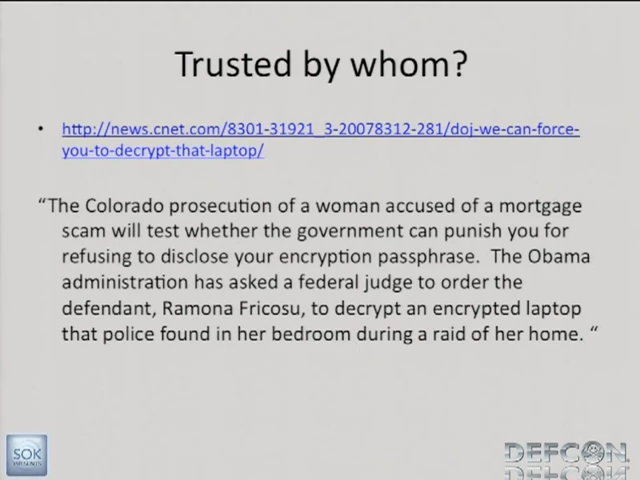 Trusted by whom?
• http://news.cnet.com/8301-31921_3-20078312-281/doj-we-can-force-
you-to-decrypt-that-laptop/
“The Colorado prosecution of a woman accused of a mortgage
scam will test whether the government can punish you for
refusing to disclose your encryption passphrase.  The Obama
administration has asked a federal judge to order the
defendant, Ramona Fricosu, to decrypt an encrypted laptop
that police found in her bedroom during a raid of her home. “
SOK
PRESENTS
DEFCON